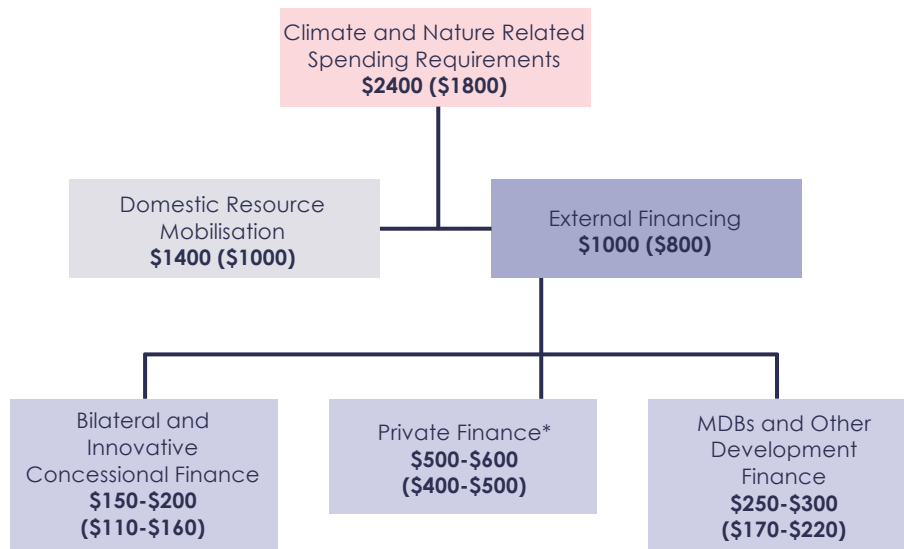 Climate and Nature Related
Spending Requirements
$2400 ($1800)
Domestic Resource
Mobilisation
$1400 ($1000)
External Financing
$1000 ($800)
Bilateral and
Innovative
Concessional Finance
$150-$200
($110-$160)
Private Finance*
$500-$600
($400-$500)
MDBs and Other
Development
Finance
$250-$300
($170-$220)